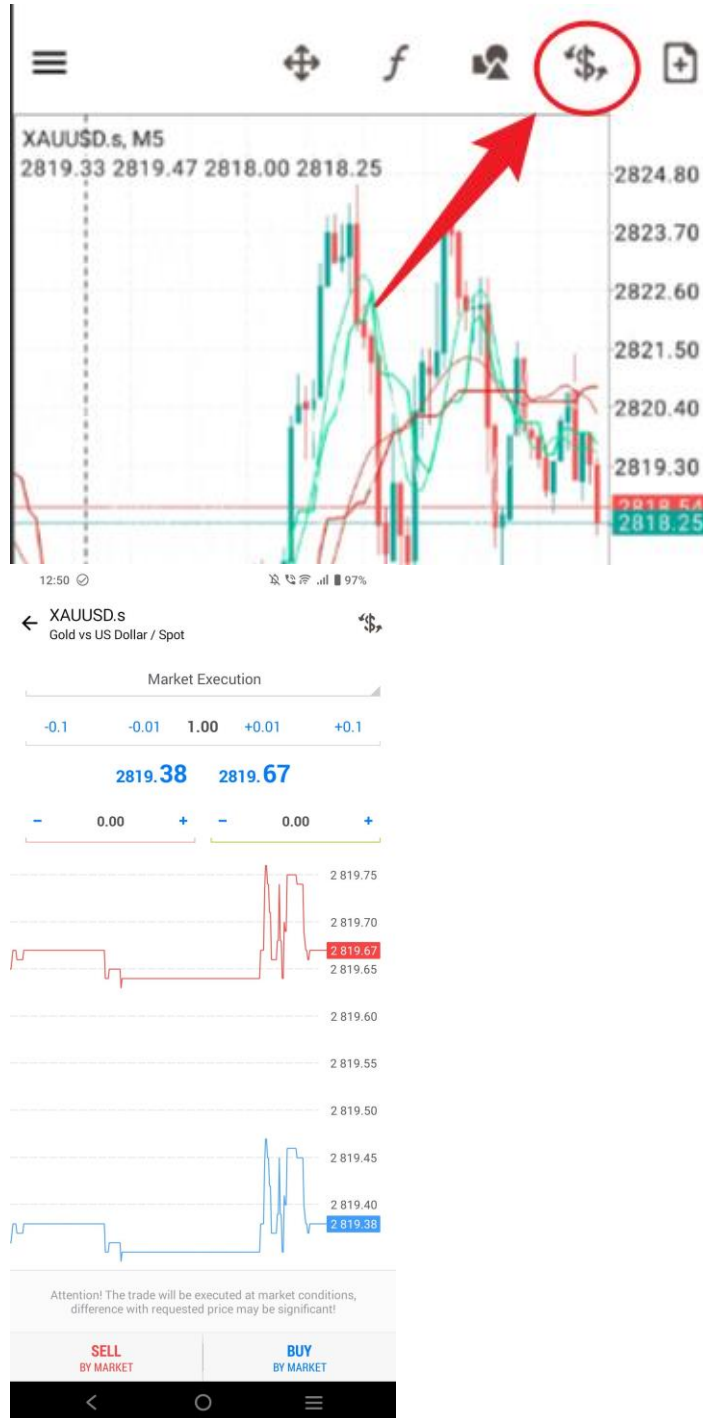 XAUUSD.s, M5
2819.33 2819.47 2818.00 2818.25
2824.80
2823.70
2822.60
2821.50
2820.40
2819.30
2818.54
2818.25
12:50 97%
XAUUSD.s
Gold vs US Dollar / Spot
Market Execution
-0.1 -0.01 1.00 +0.01 +0.1
2819.38 2819.67
− 0.00 + − 0.00 +
2 819.75
2 819.70
2 819.67
2 819.65
2 819.60
2 819.55
2 819.50
2 819.45
2 819.40
2 819.38
Attention! The trade will be executed at market conditions,
difference with requested price may be significant!
SELL BUY
BY MARKET BY MARKET